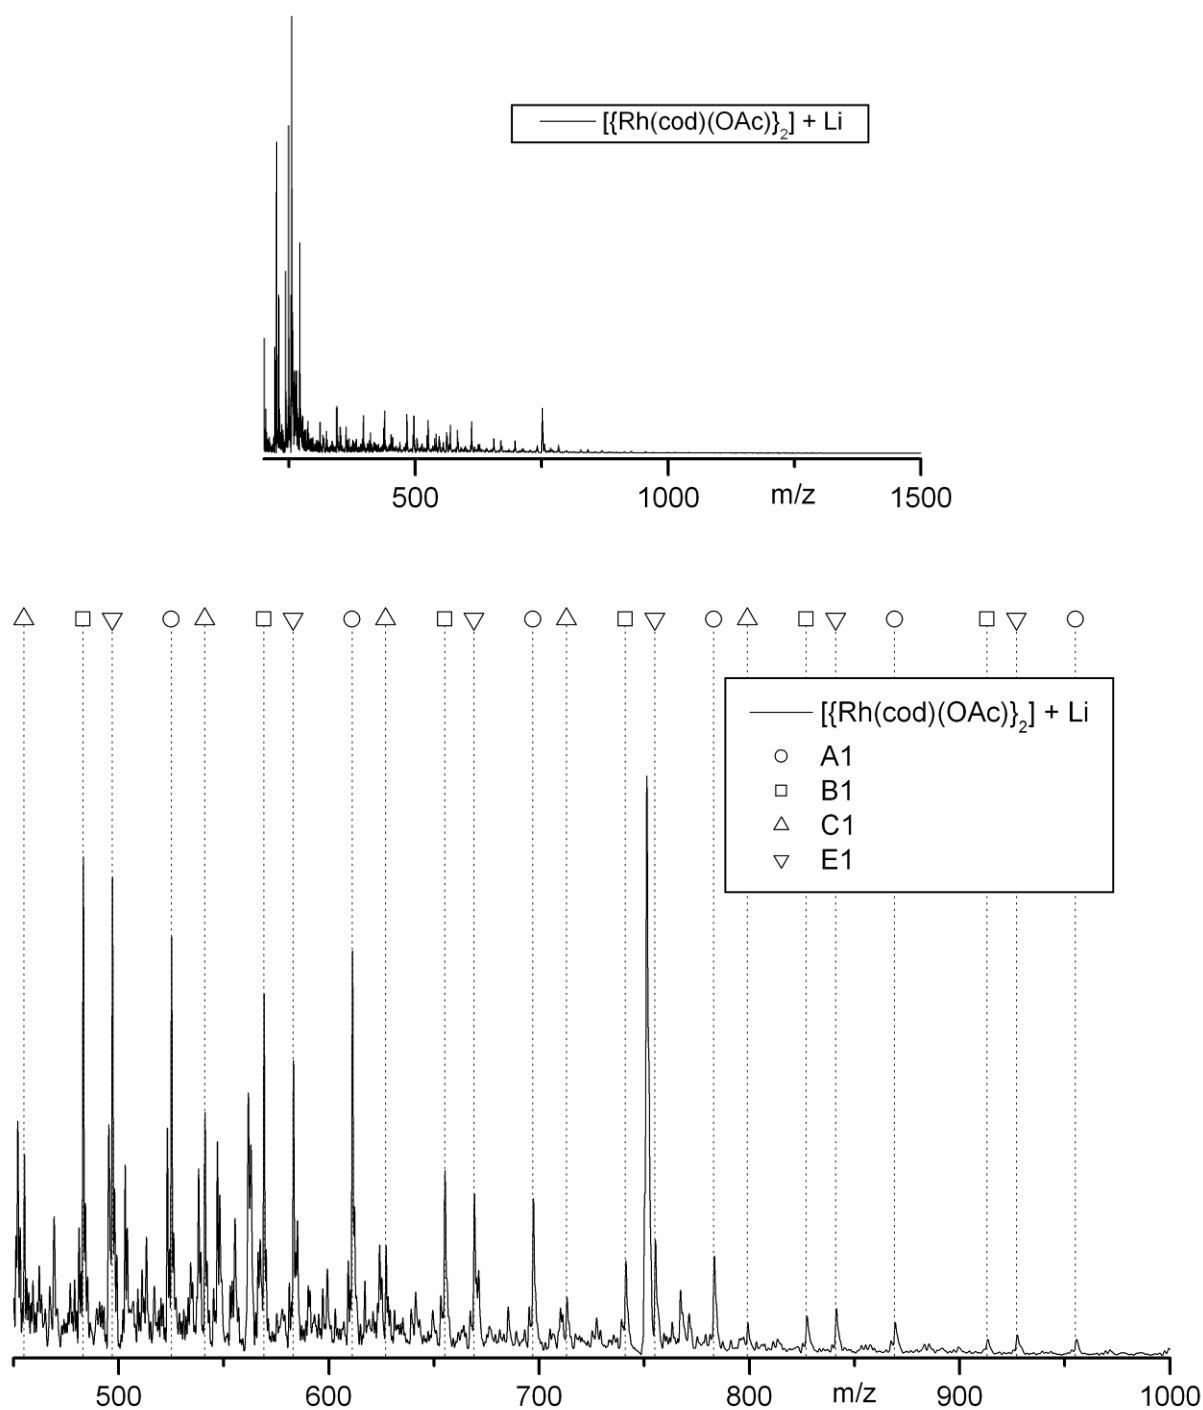 [{Rh(cod)(OAc)}₂] + Li
500
1000
m/z
1500
[{Rh(cod)(OAc)}₂] + Li
A1
B1
C1
E1
500
600
700
800
m/z
900
1000